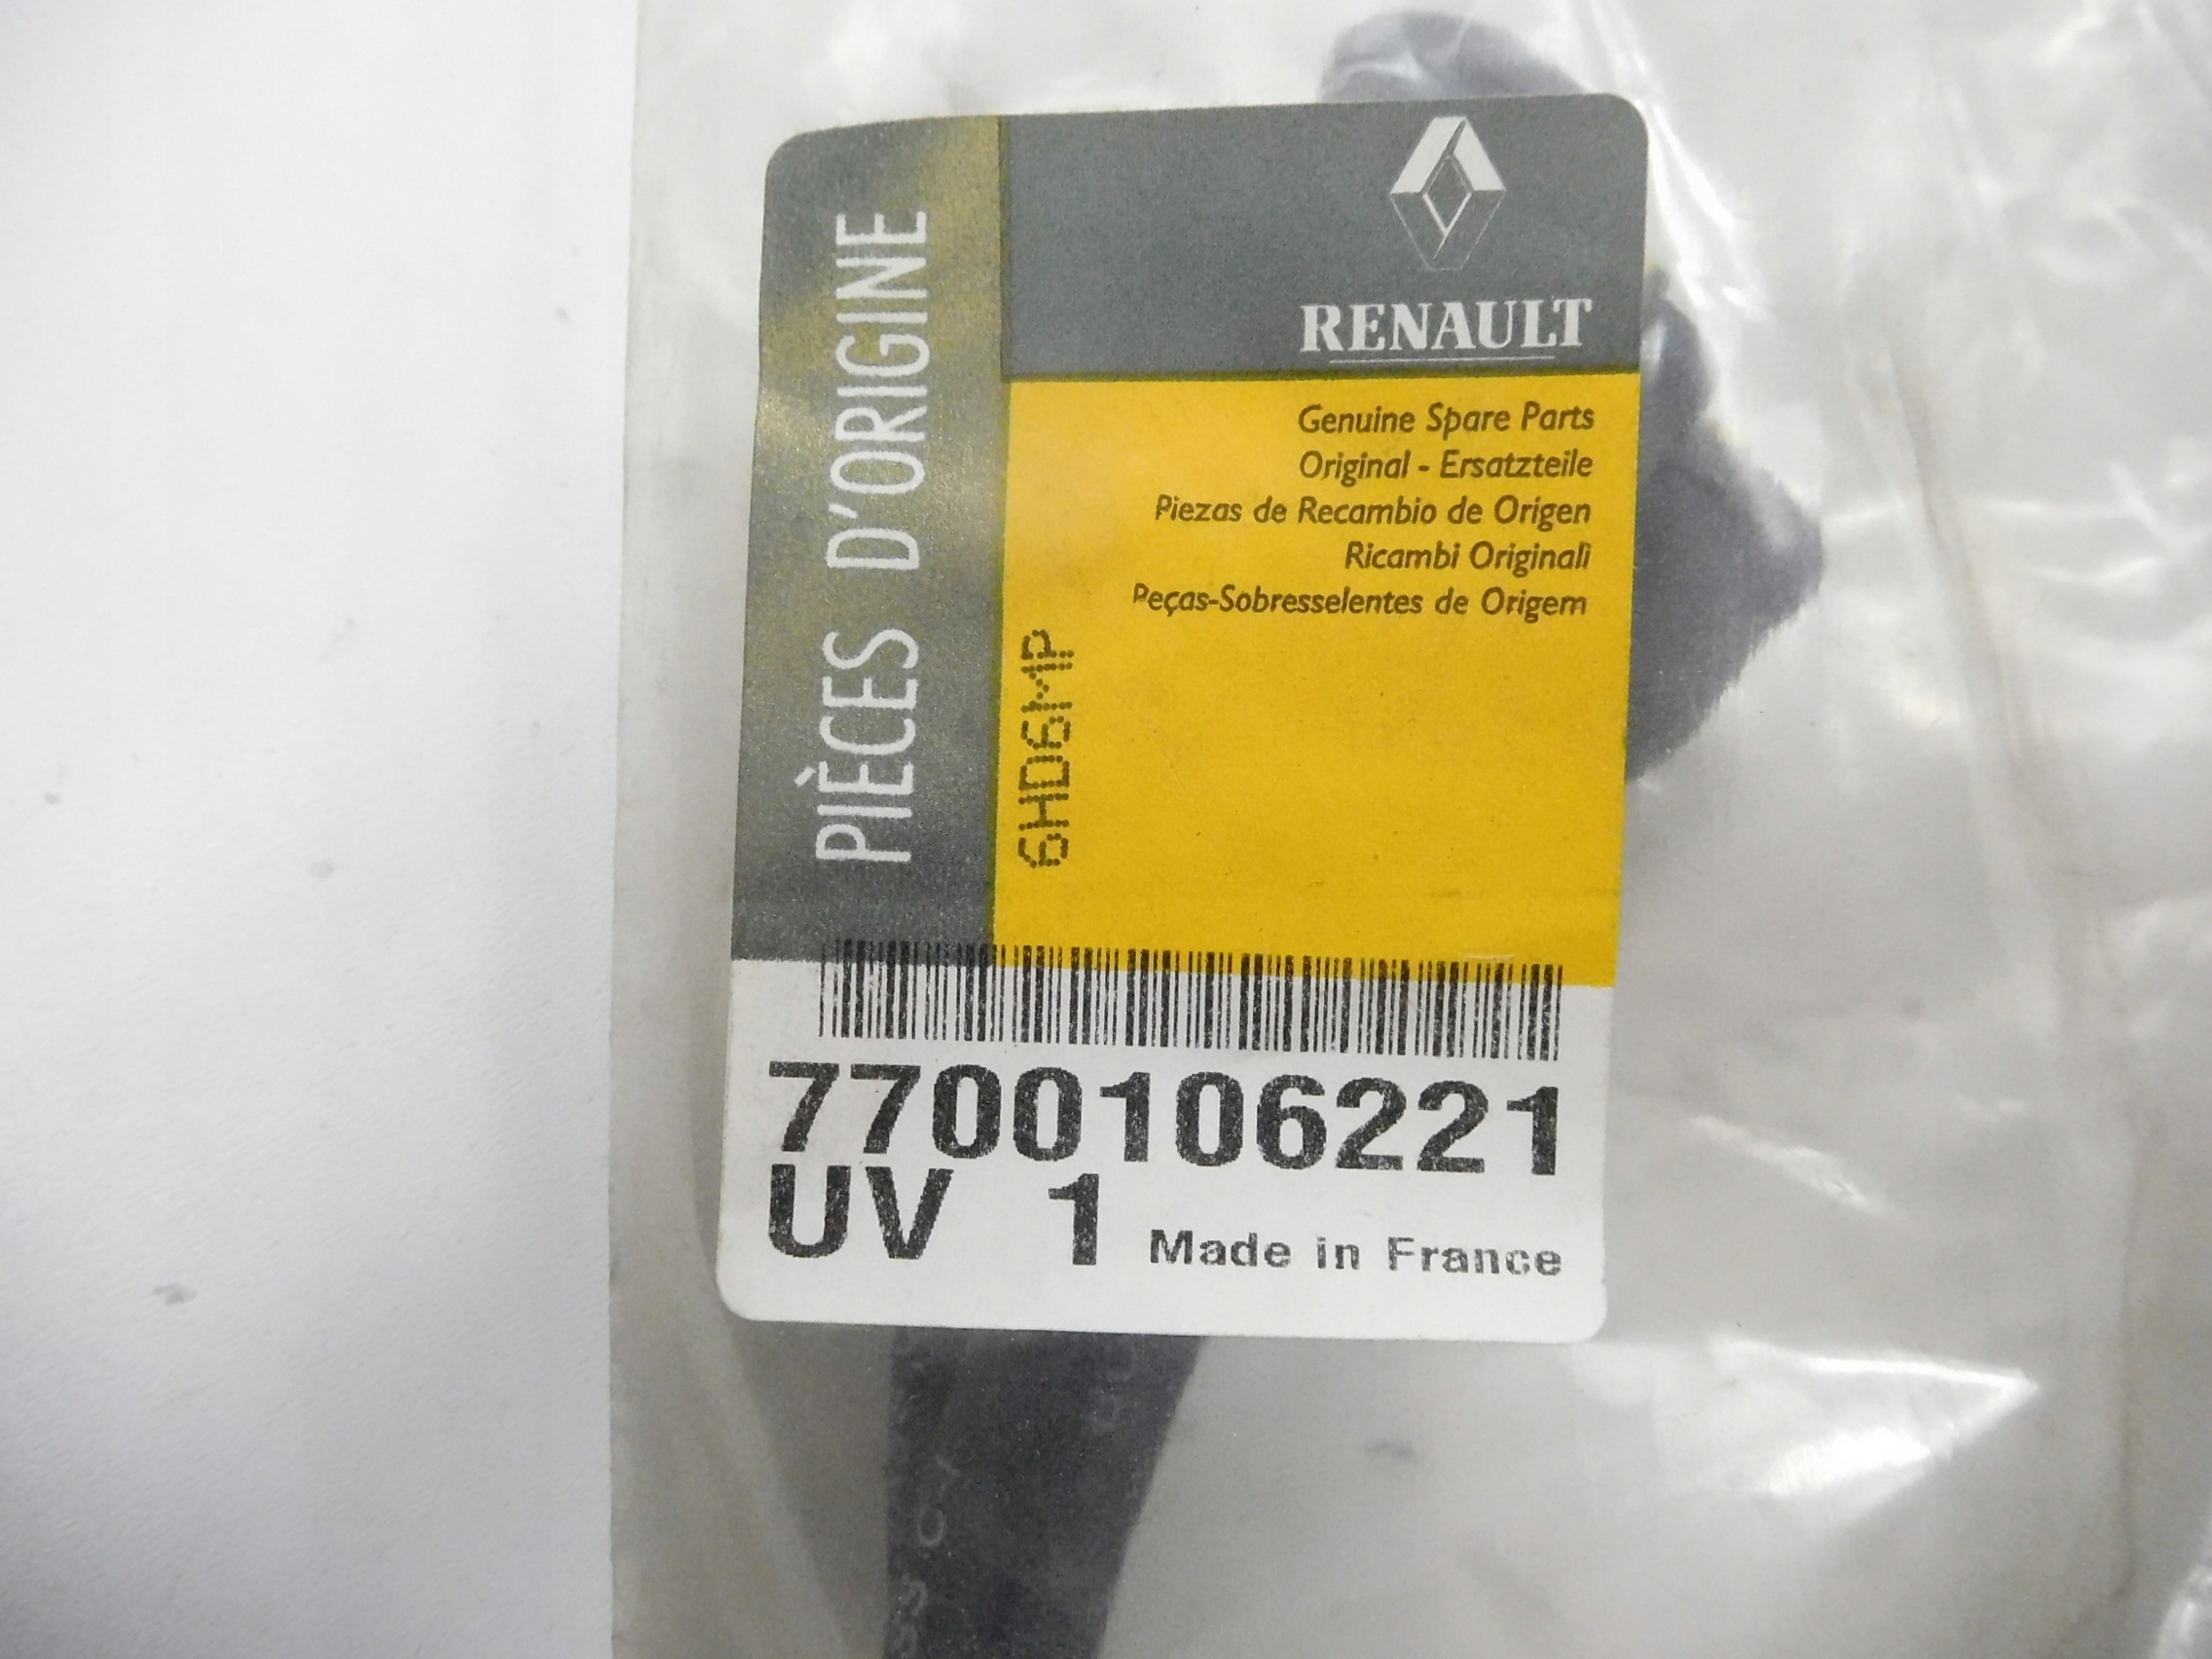 PIÈCES D'ORIGINE
RENAULT
Genuine Spare Parts
Original - Ersatzteile
Piezas de Recambio de Origen
Ricambi Originali
Peças-Sobresselentes de Origem
6HD6MP
7700106221
UV 1 Made in France